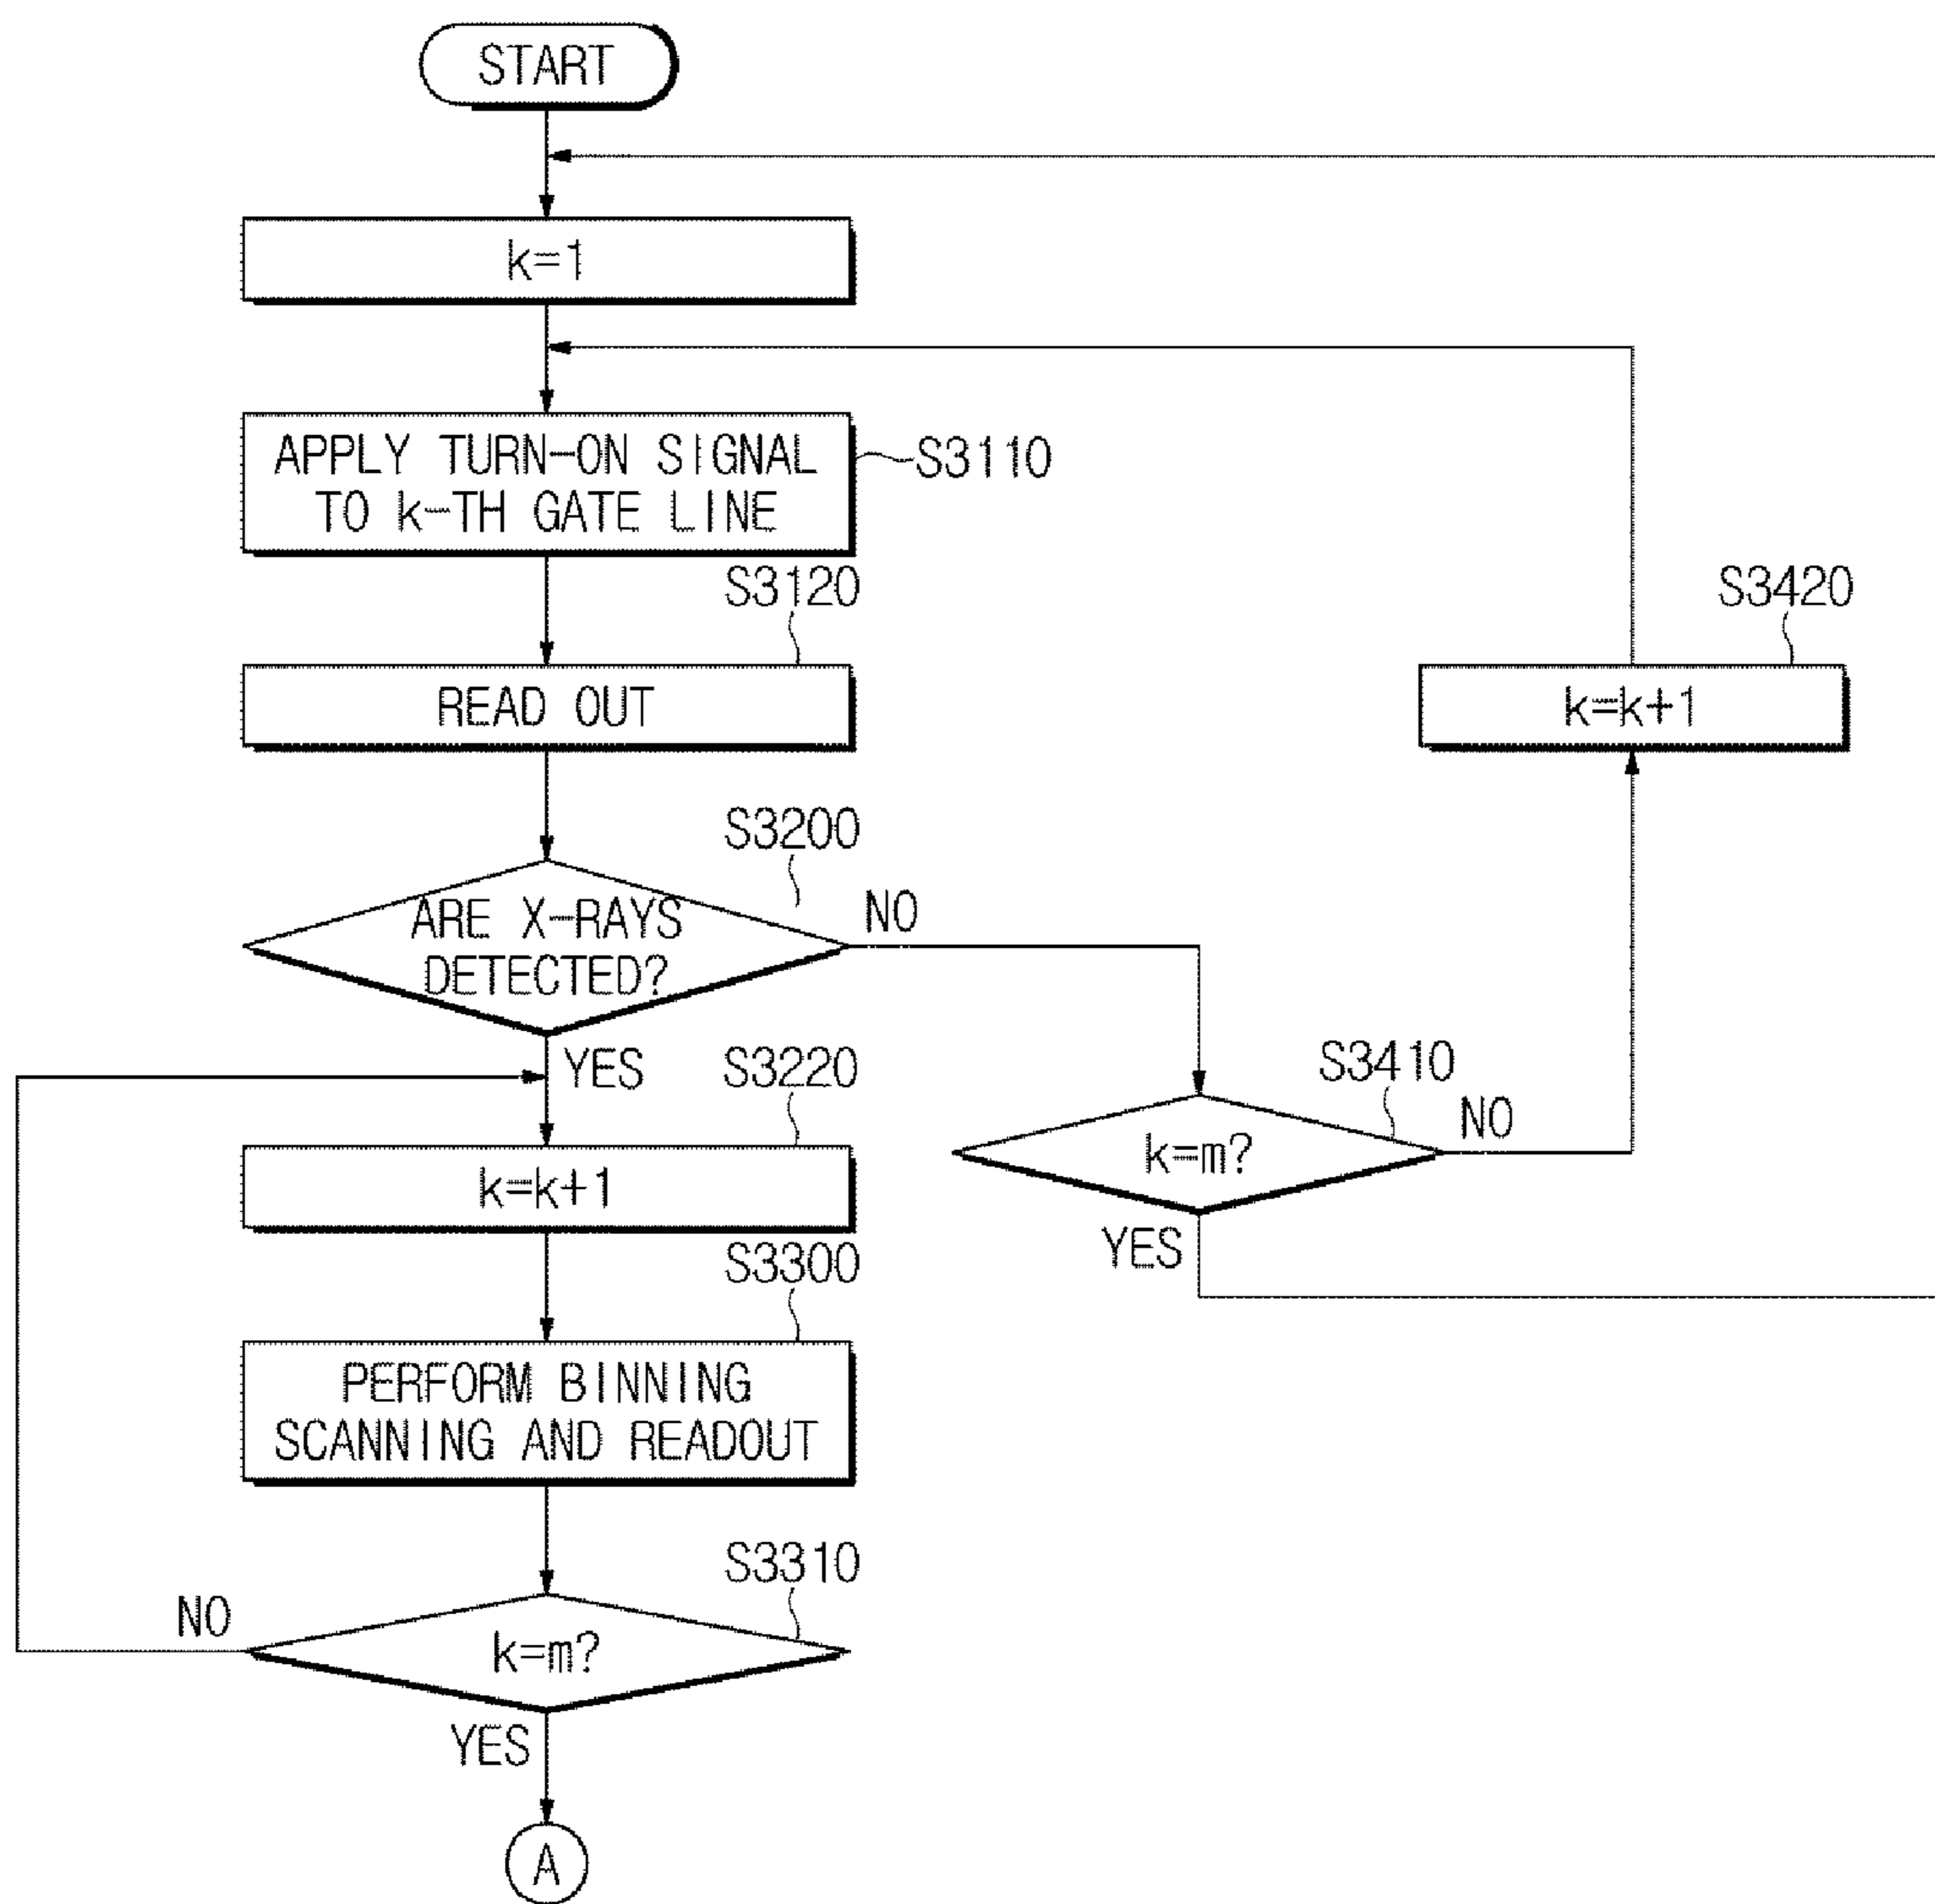 START
k=1
APPLY TURN-ON SIGNAL
TO k-TH GATE LINE
S3110
S3120
READ OUT
S3420
k=k+1
S3200
ARE X-RAYS
DETECTED?
NO
YES
S3220
k=k+1
S3410
k=m?
NO
YES
S3300
PERFORM BINNING
SCANNING AND READOUT
S3310
k=m?
NO
YES
A